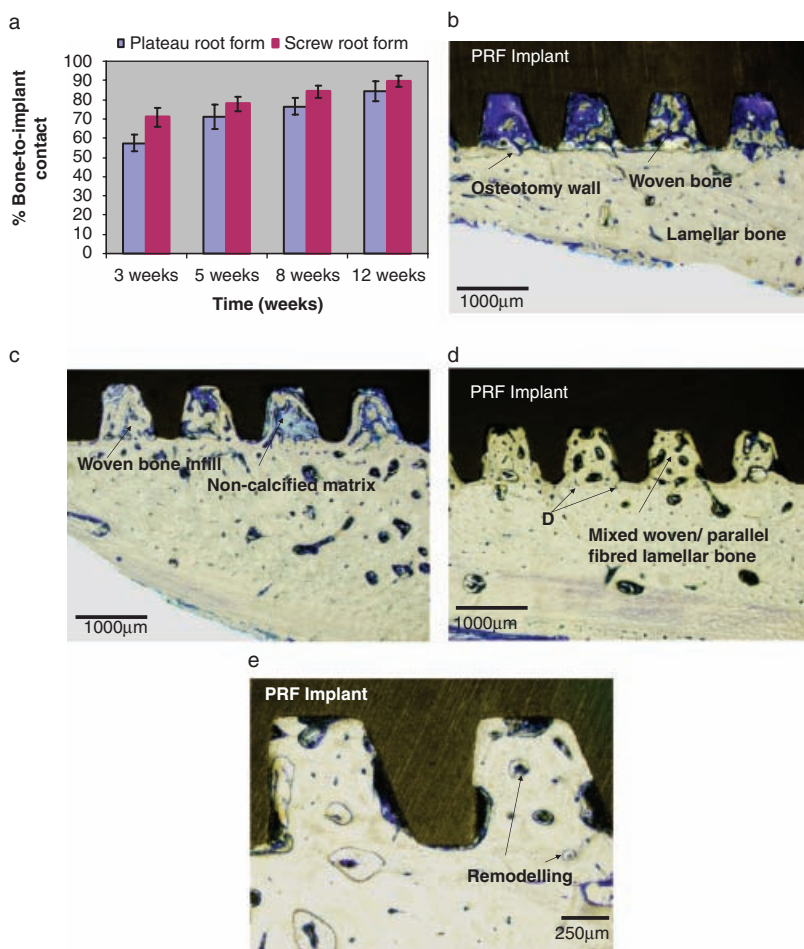 a
Plateau root form Screw root form
100
90
80
70
60
50
40
30
20
10
0
% Bone-to-implant
contact
3 weeks 5 weeks 8 weeks 12 weeks
Time (weeks)
b
PRF Implant
Osteotomy wall
Woven bone
Lamellar bone
1000µm
c
Woven bone infill
Non-calcified matrix
1000µm
d
PRF Implant
D
Mixed woven/ parallel
fibred lamellar bone
1000µm
e
PRF Implant
Remodelling
250µm